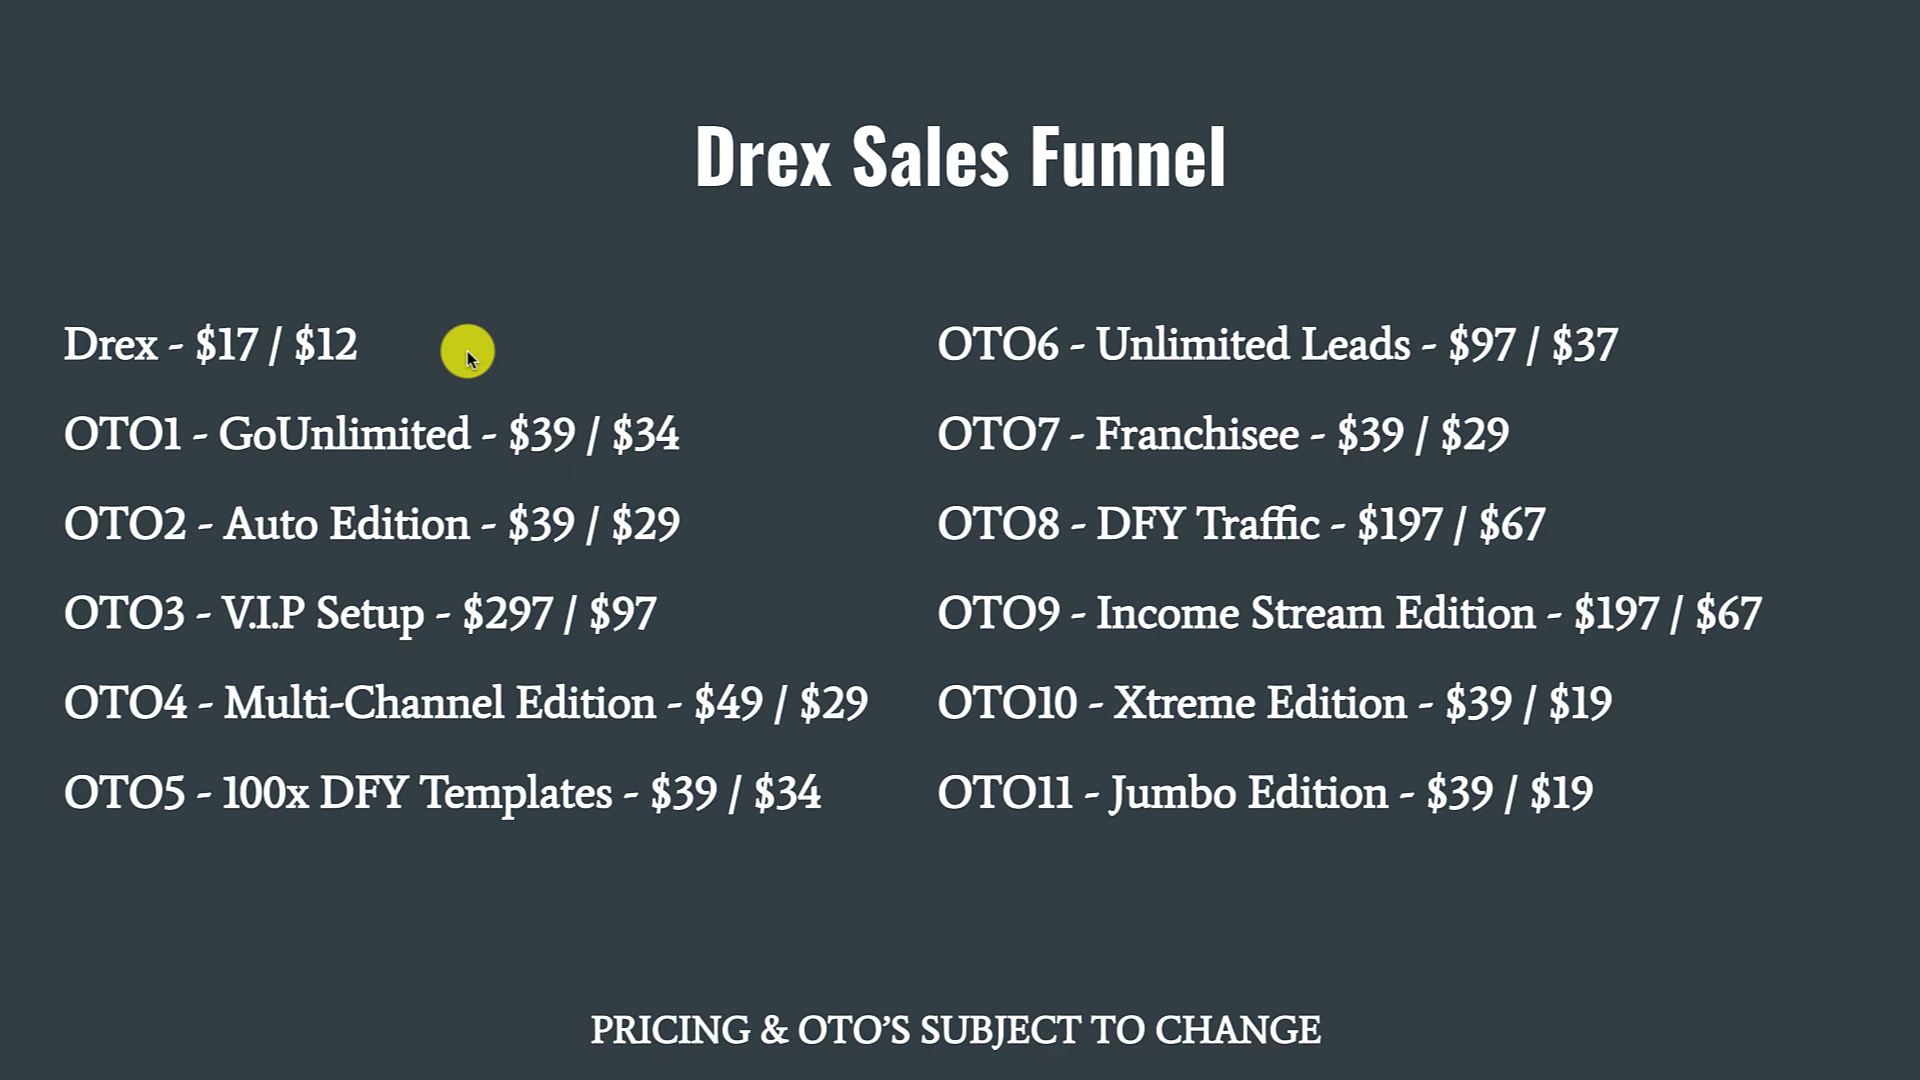 Drex Sales Funnel
Drex - $17 / $12
OTO1 - GoUnlimited - $39 / $34
OTO2 - Auto Edition - $39 / $29
OTO3 - V.I.P Setup - $297 / $97
OTO4 - Multi-Channel Edition - $49 / $29
OTO5 - 100x DFY Templates - $39 / $34
OTO6 - Unlimited Leads - $97 / $37
OTO7 - Franchisee - $39 / $29
OTO8 - DFY Traffic - $197 / $67
OTO9 - Income Stream Edition - $197 / $67
OTO10 - Xtreme Edition - $39 / $19
OTO11 - Jumbo Edition - $39 / $19
PRICING & OTO’S SUBJECT TO CHANGE